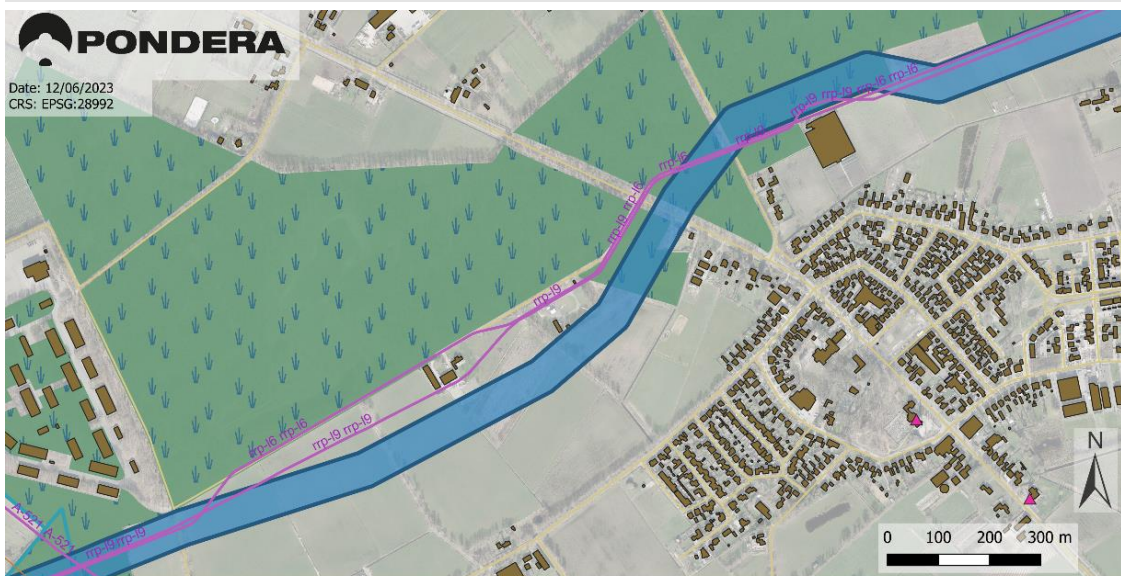 PONDERA
Date: 12/06/2023
CRS: EPSG:28992
rrp-l6 rrp-l6
rrp-l9 rrp-l9
rrp-l9
rrp-l9 rrp-l6
rrp-l6
rrp-l9
rrp-l9 rrp-l9 rrp-l6 rrp-l6
rrp-l9 rrp-l9
A-521 A-521
N
0 100 200 300 m